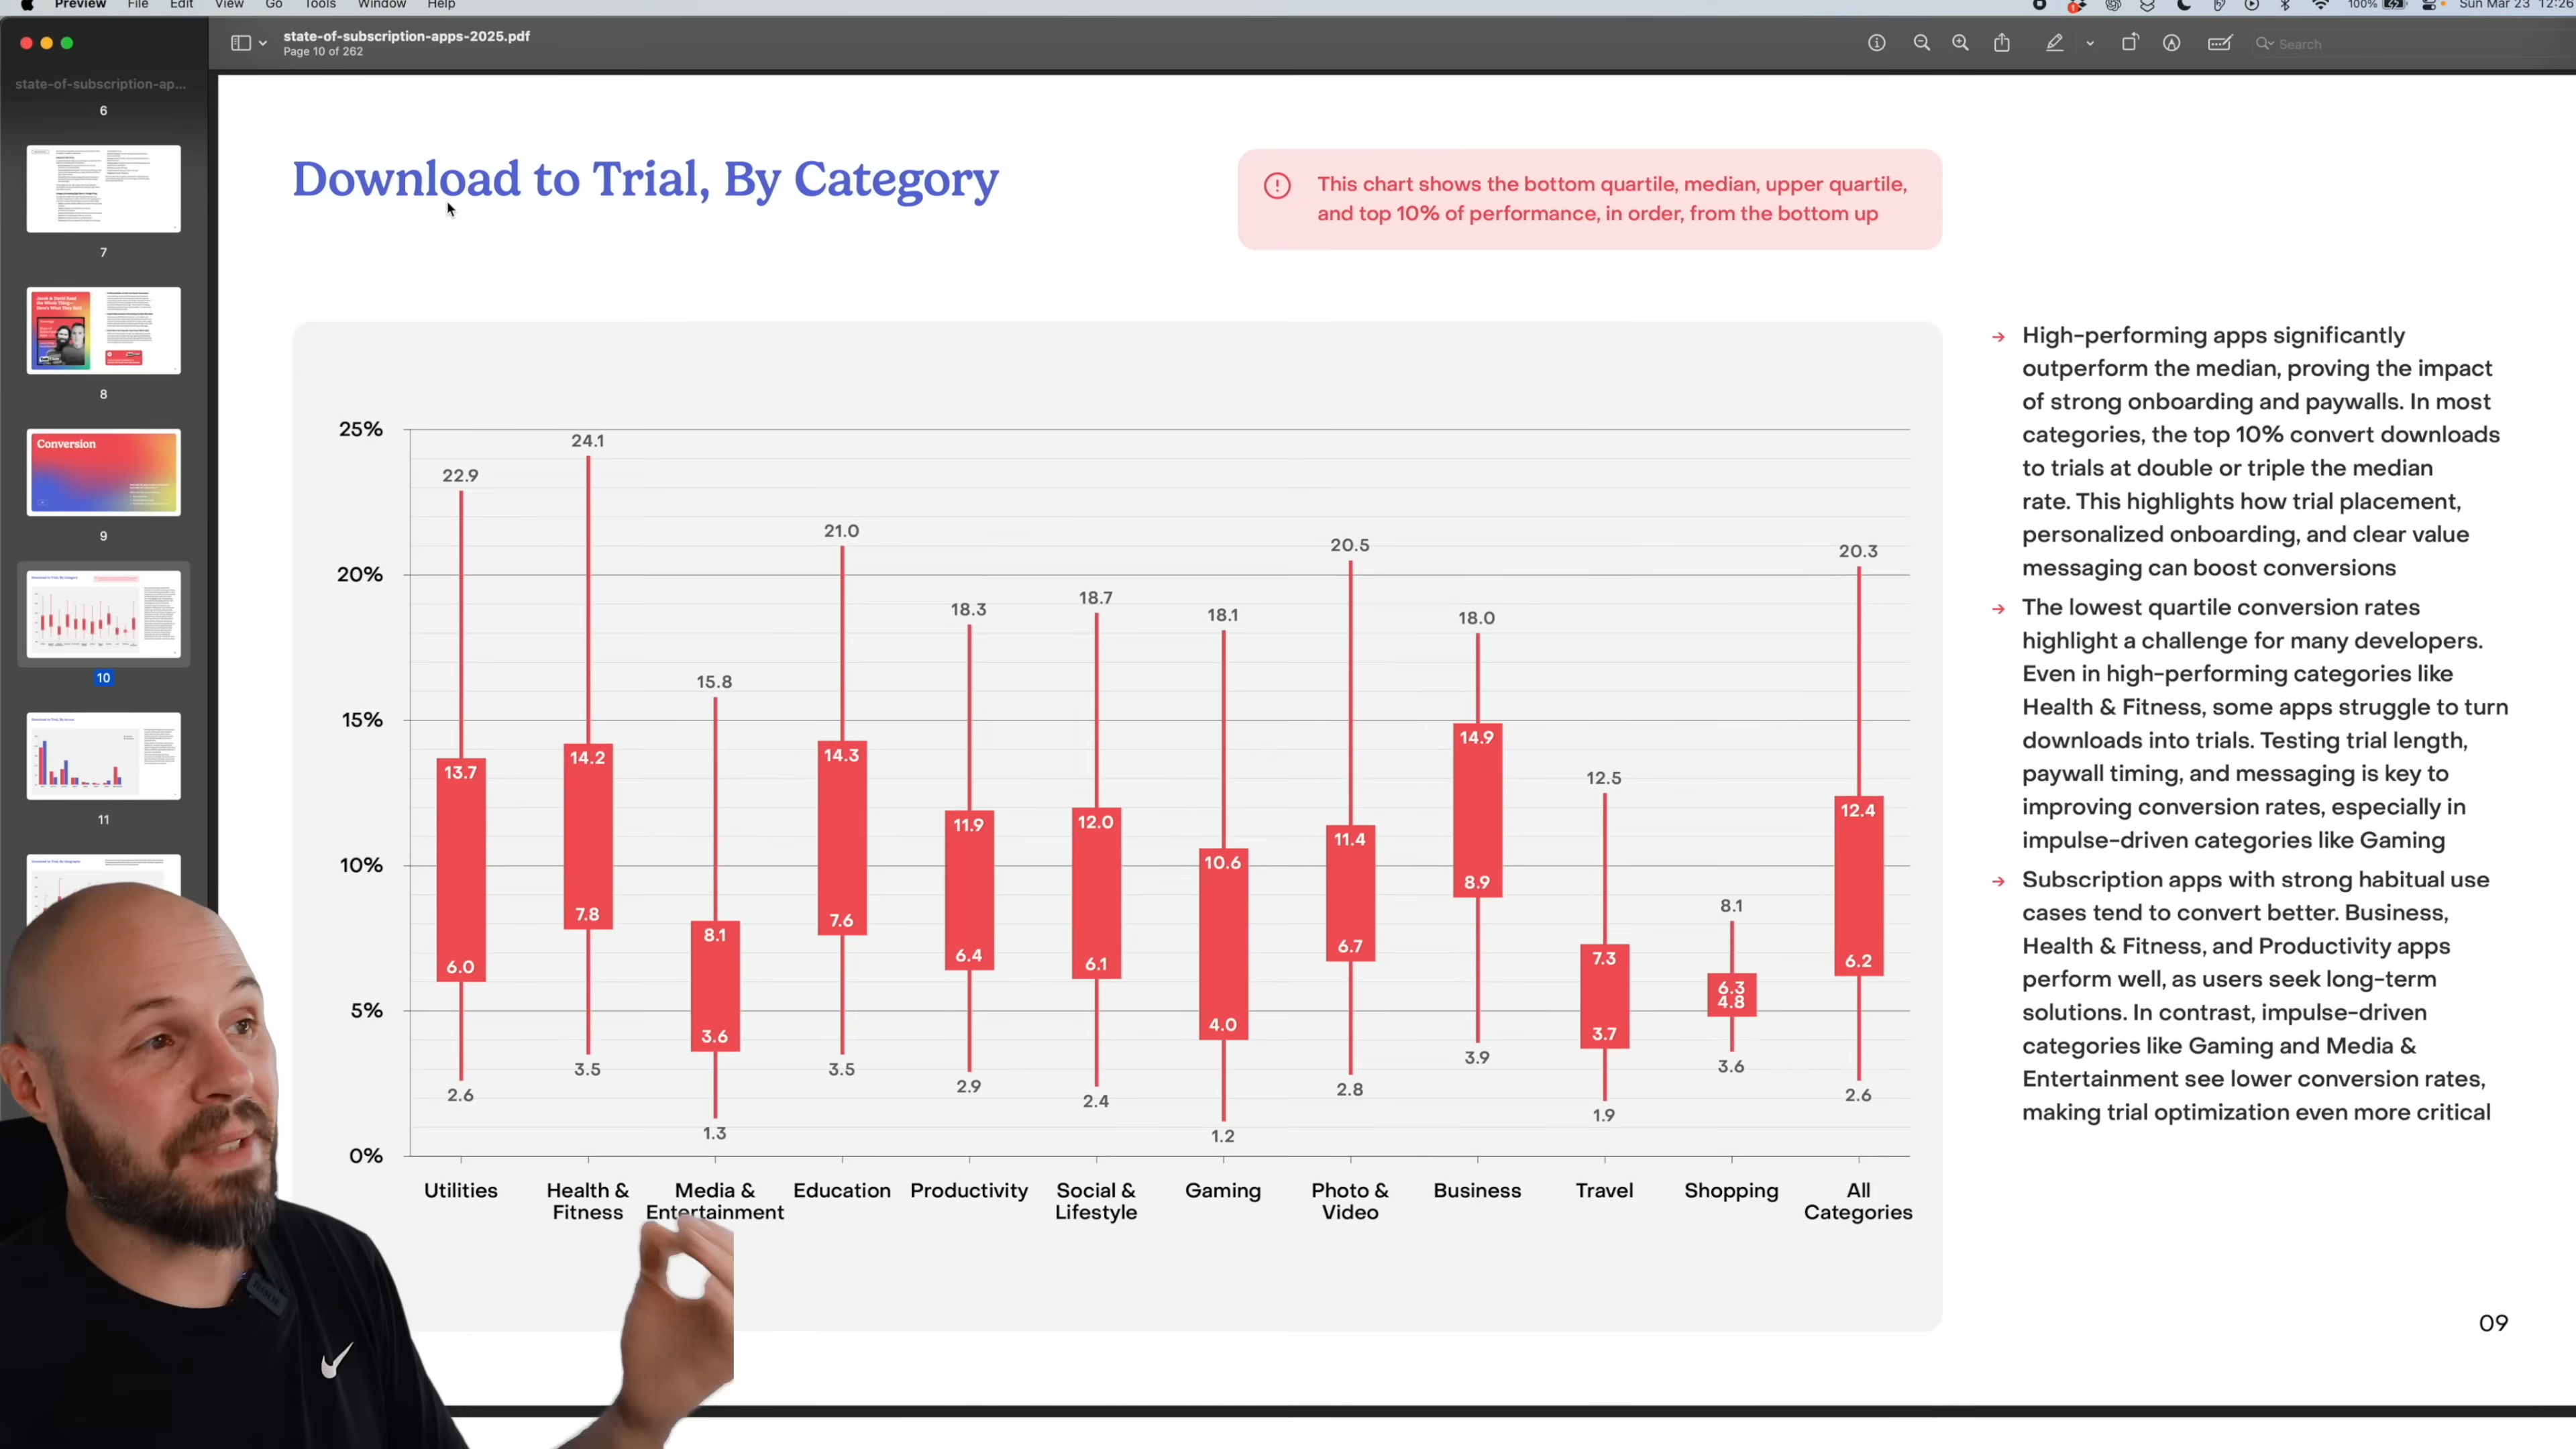 Preview File Edit View Go Tools Window Help
100% Sun Mar 23 12:26
state-of-subscription-apps-2025.pdf
Page 10 of 262
Search
state-of-subscription-ap...
6
7
8
Conversion
9
10
11
Download to Trial, By Category
This chart shows the bottom quartile, median, upper quartile,
and top 10% of performance, in order, from the bottom up
25%
20%
15%
10%
5%
0%
22.9
13.7
6.0
2.6
Utilities
24.1
14.2
7.8
3.5
Health &
Fitness
15.8
8.1
3.6
1.3
Media &
Entertainment
21.0
14.3
7.6
3.5
Education
18.3
11.9
6.4
2.9
Productivity
18.7
12.0
6.1
2.4
Social &
Lifestyle
18.1
10.6
4.0
1.2
Gaming
20.5
11.4
6.7
2.8
Photo &
Video
18.0
14.9
8.9
3.9
Business
12.5
7.3
3.7
1.9
Travel
8.1
6.3
4.8
3.6
Shopping
20.3
12.4
6.2
2.6
All
Categories
→ High-performing apps significantly
outperform the median, proving the impact
of strong onboarding and paywalls. In most
categories, the top 10% convert downloads
to trials at double or triple the median
rate. This highlights how trial placement,
personalized onboarding, and clear value
messaging can boost conversions
→ The lowest quartile conversion rates
highlight a challenge for many developers.
Even in high-performing categories like
Health & Fitness, some apps struggle to turn
downloads into trials. Testing trial length,
paywall timing, and messaging is key to
improving conversion rates, especially in
impulse-driven categories like Gaming
→ Subscription apps with strong habitual use
cases tend to convert better. Business,
Health & Fitness, and Productivity apps
perform well, as users seek long-term
solutions. In contrast, impulse-driven
categories like Gaming and Media &
Entertainment see lower conversion rates,
making trial optimization even more critical
09